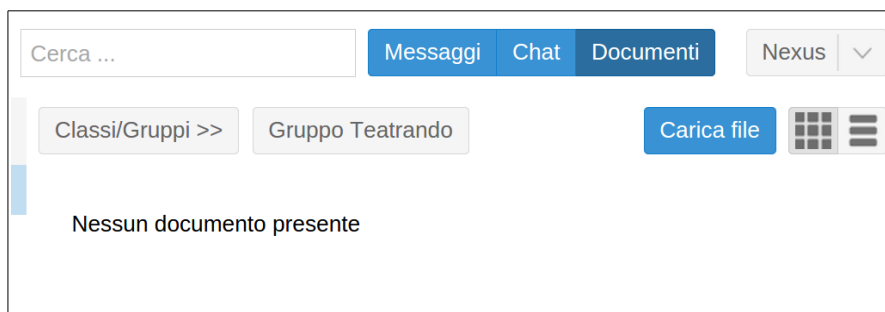 Cerca ... Messaggi Chat Documenti Nexus
Classi/Gruppi >> Gruppo Teatrando Carica file
Nessun documento presente